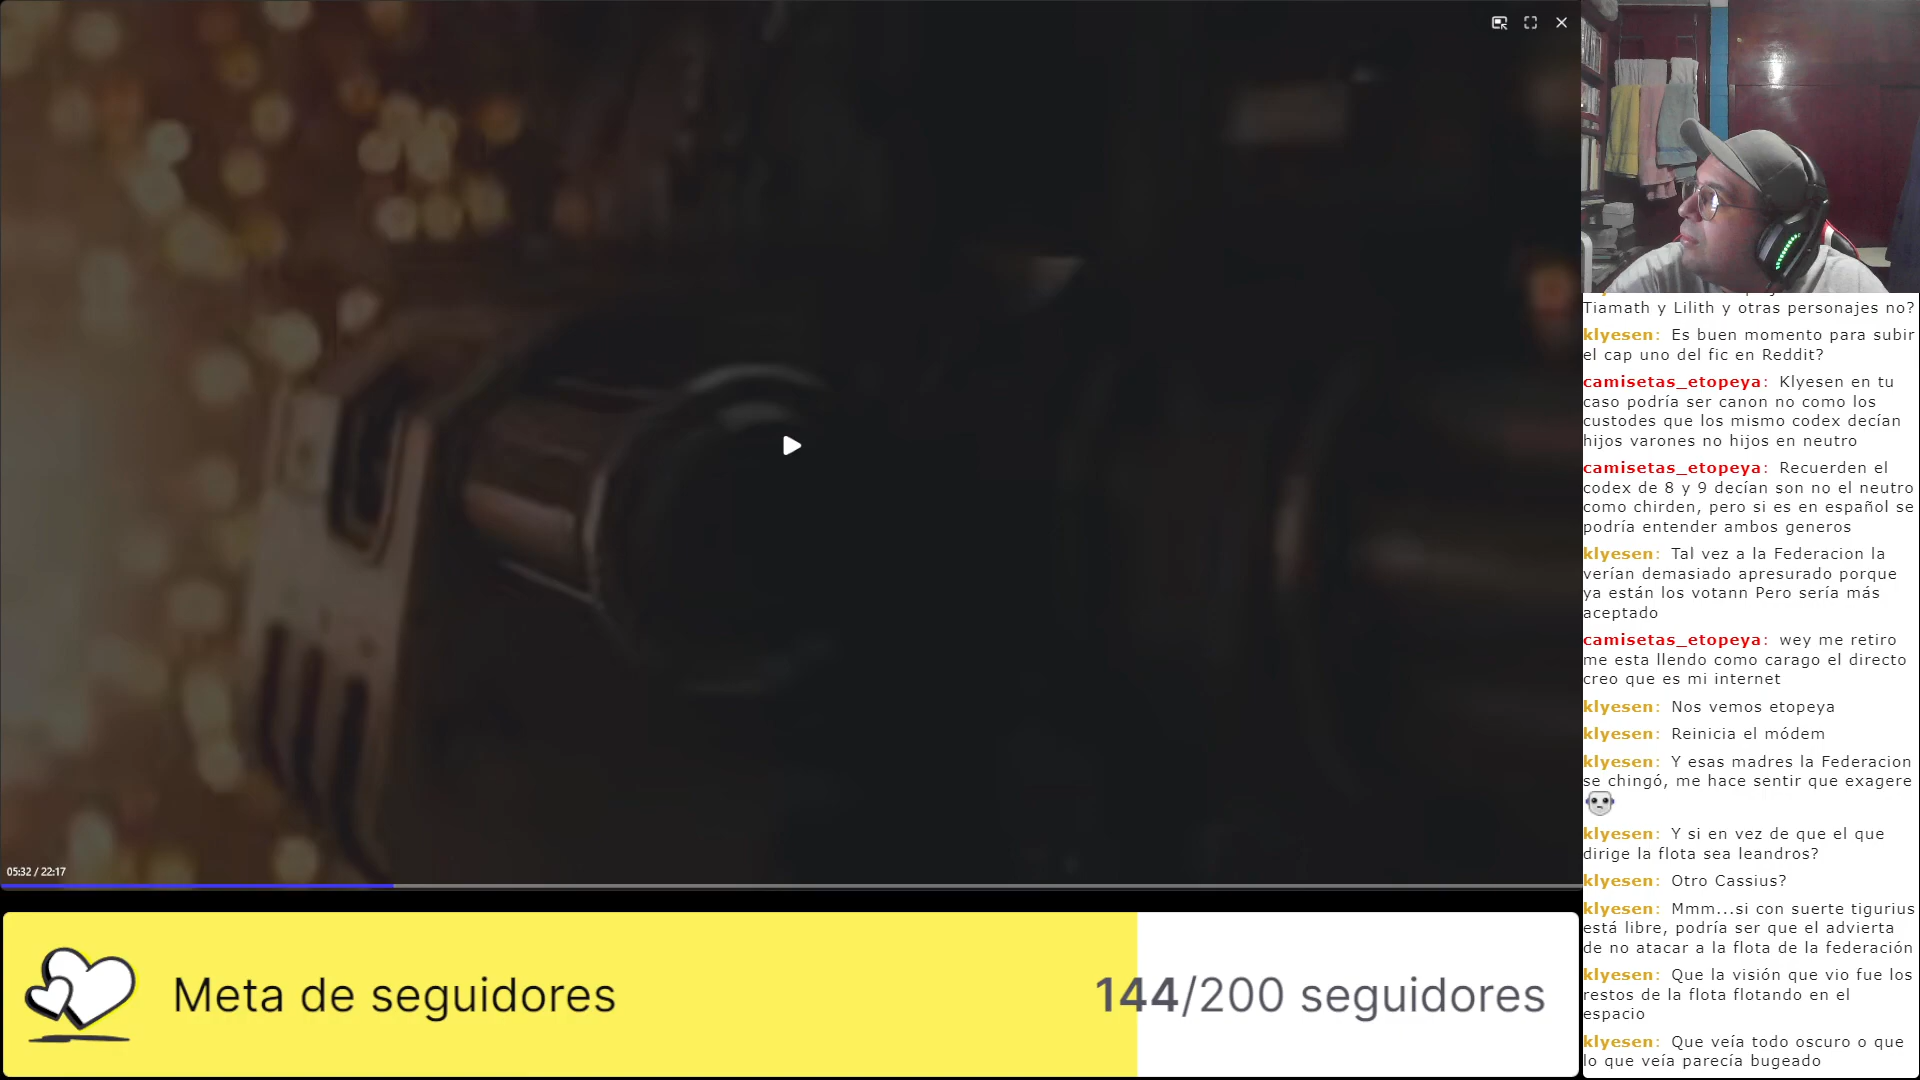 Tiamath y Lilith y otras personajes no?
klyesen: Es buen momento para subir
el cap uno del fic en Reddit?
camisetas_etopeya: Klyesen en tu
caso podría ser canon no como los
custodes que los mismo codex decían
hijos varones no hijos en neutro
camisetas_etopeya: Recuerden el
codex de 8 y 9 decían son no el neutro
como chirden, pero si es en español se
podría entender ambos generos
klyesen: Tal vez a la Federacion la
verían demasiado apresurado porque
ya están los votann Pero sería más
aceptado
camisetas_etopeya: wey me retiro
me esta llendo como carago el directo
creo que es mi internet
klyesen: Nos vemos etopeya
klyesen: Reinicia el módem
klyesen: Y esas madres la Federacion
se chingó, me hace sentir que exagere
klyesen: Y si en vez de que el que
dirige la flota sea leandros?
klyesen: Otro Cassius?
klyesen: Mmm...si con suerte tigurius
está libre, podría ser que el advierta
de no atacar a la flota de la federación
klyesen: Que la visión que vio fue los
restos de la flota flotando en el
espacio
klyesen: Que veía todo oscuro o que
lo que veía parecía bugeado
05:32 / 22:17
Meta de seguidores
144/200 seguidores